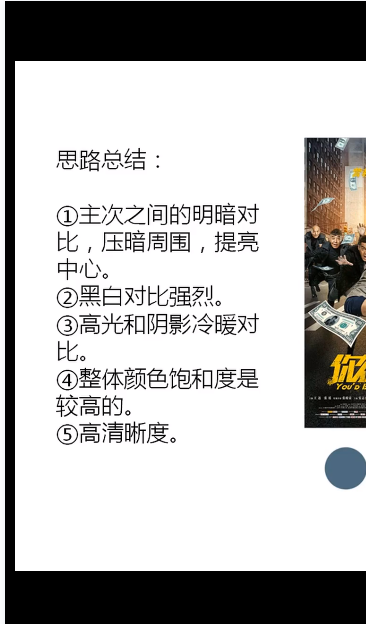 思路总结：
①主次之间的明暗对
比，压暗周围，提亮
中心。
②黑白对比强烈。
③高光和阴影冷暖对
比。
④整体颜色饱和度是
较高的。
⑤高清晰度。
你
YOU'D B